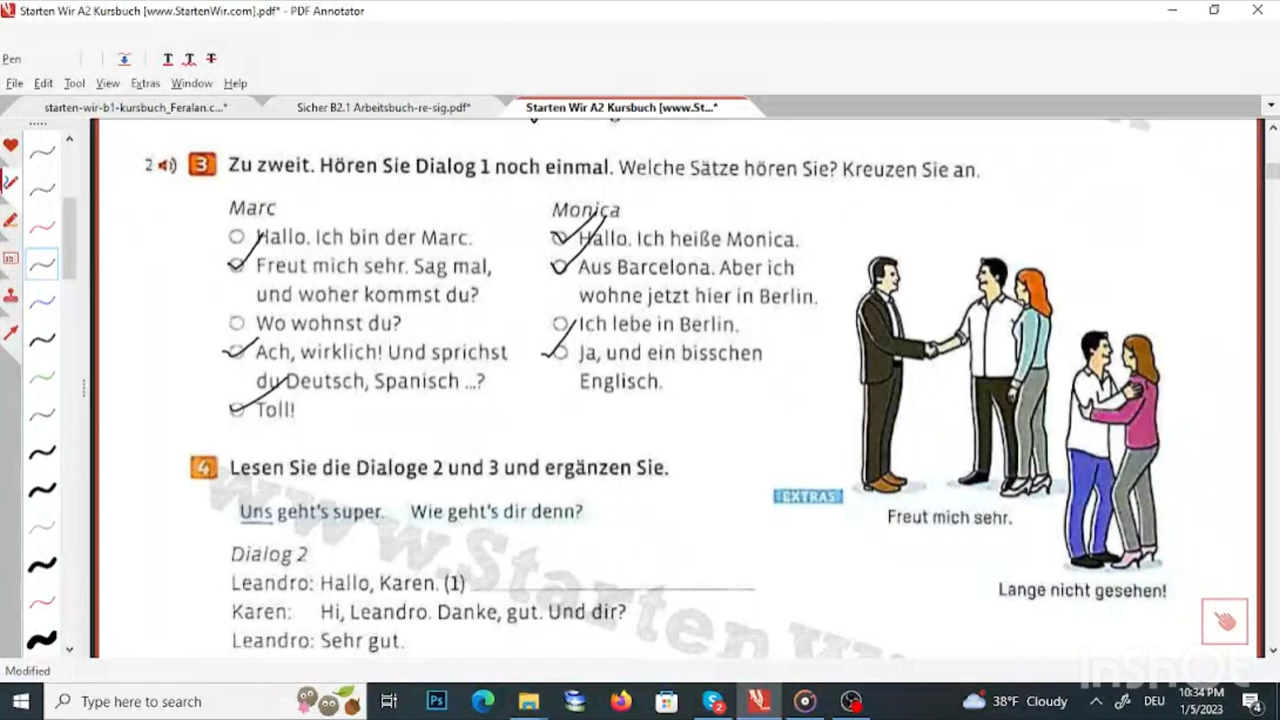 Starten Wir A2 Kursbuch [www.StartenWir.com].pdf* - PDF Annotator
Pen
T T T
File Edit Tool View Extras Window Help
starten-wir-b1-kursbuch_Feralan.c...* Sicher B2.1 Arbeitsbuch-re-sig.pdf* Starten Wir A2 Kursbuch [www.St...*
2 3 Zu zweit. Hören Sie Dialog 1 noch einmal. Welche Sätze hören Sie? Kreuzen Sie an.
Marc
Hallo. Ich bin der Marc.
Freut mich sehr. Sag mal,
und woher kommst du?
Wo wohnst du?
Ach, wirklich! Und sprichst
du Deutsch, Spanisch ...?
Toll!
Monica
Hallo. Ich heiße Monica.
Aus Barcelona. Aber ich
wohne jetzt hier in Berlin.
Ich lebe in Berlin.
Ja, und ein bisschen
Englisch.
4 Lesen Sie die Dialoge 2 und 3 und ergänzen Sie.
Uns geht's super. Wie geht's dir denn?
EXTRAS
Freut mich sehr.
Lange nicht gesehen!
Dialog 2
Leandro: Hallo, Karen. (1)
Karen: Hi, Leandro. Danke, gut. Und dir?
Leandro: Sehr gut.
www.Starten W
InShOt
Modified
Type here to search
Ps
2
38°F Cloudy
DEU
10:34 PM
1/5/2023
4